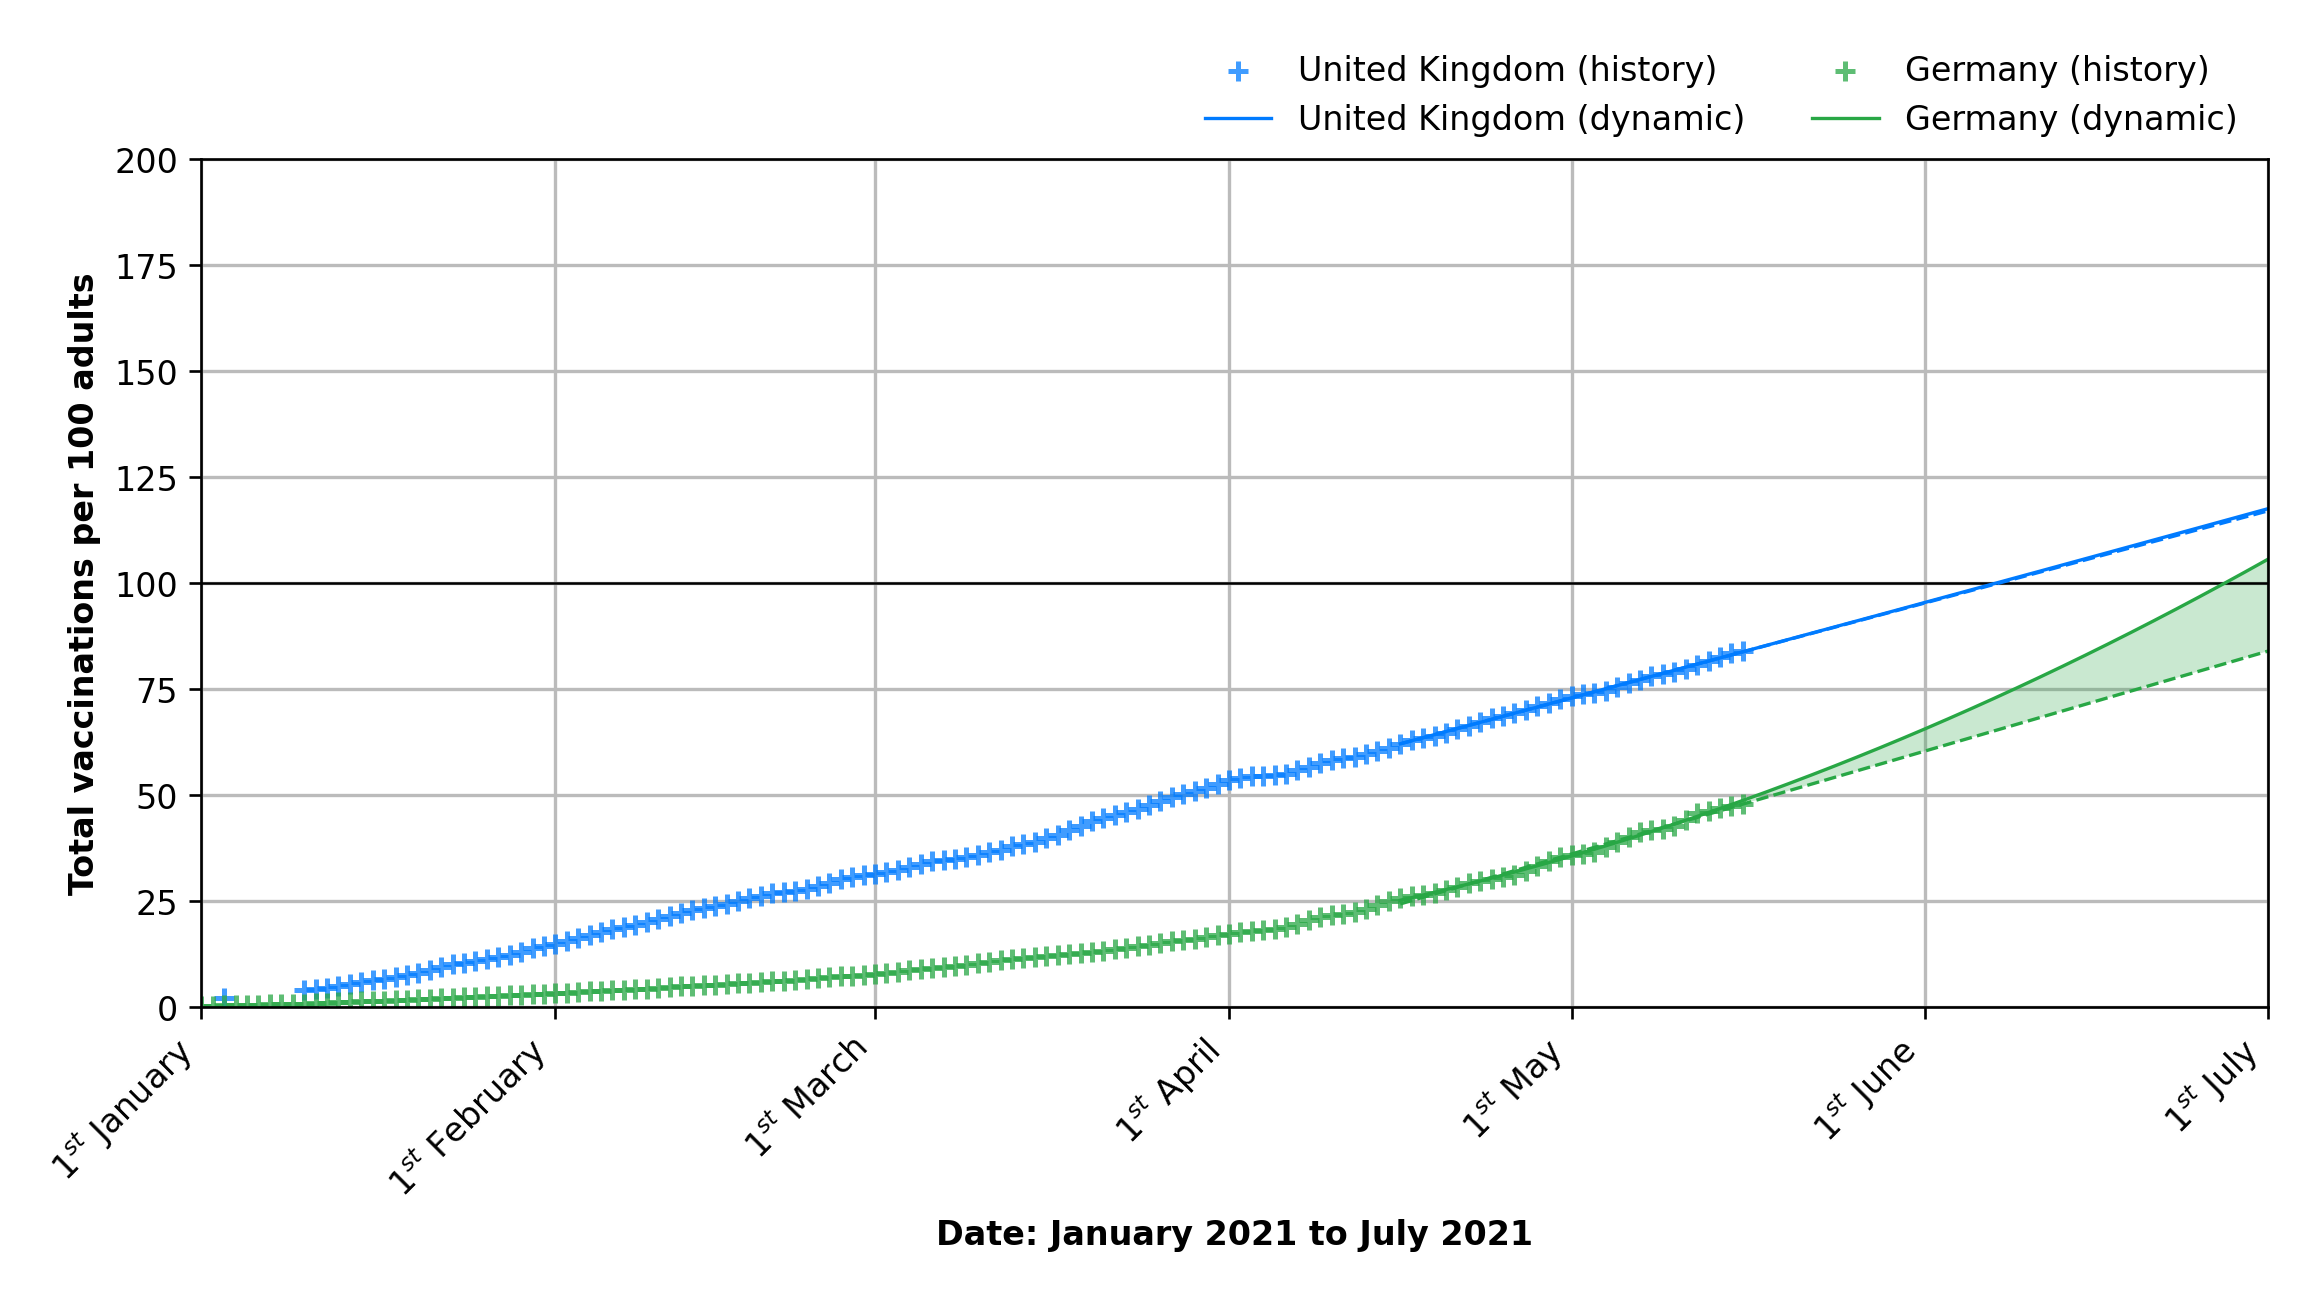 United Kingdom (history)
United Kingdom (dynamic)
Germany (history)
Germany (dynamic)
Total vaccinations per 100 adults
200
175
150
125
100
75
50
25
0
1st January
1st February
1st March
1st April
1st May
1st June
1st July
Date: January 2021 to July 2021